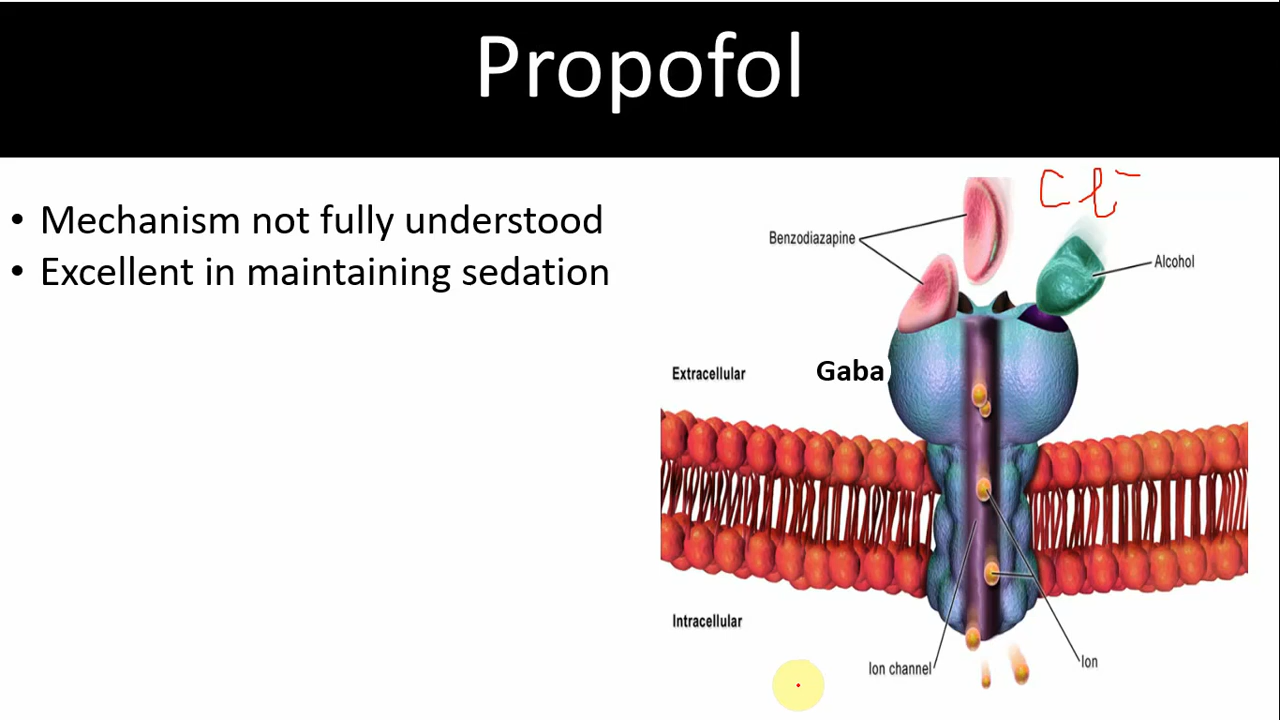 Propofol
• Mechanism not fully understood
• Excellent in maintaining sedation
Cl-
Benzodiazapine
Alcohol
Extracellular
Gaba
Intracellular
Ion channel
Ion